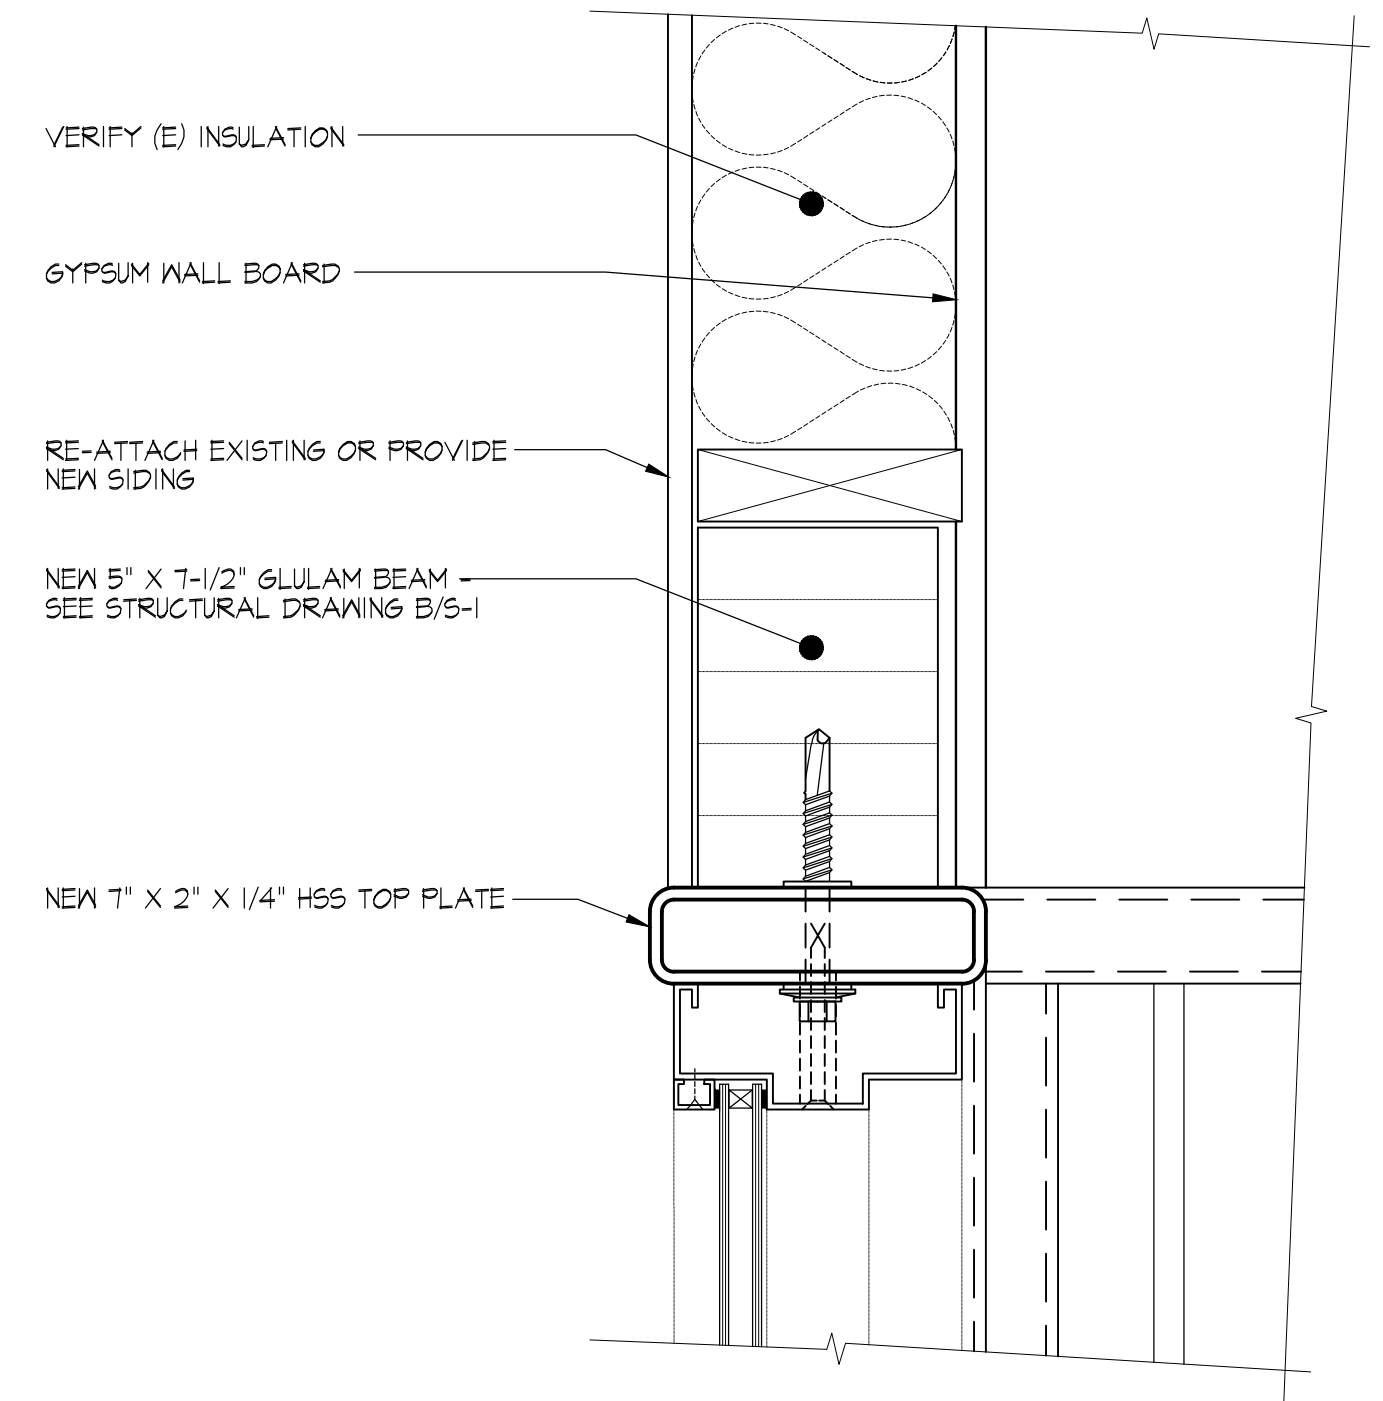 VERIFY (E) INSULATION
GYPSUM WALL BOARD
RE-ATTACH EXISTING OR PROVIDE
NEW SIDING
NEW 5" X 7-1/2" GLULAM BEAM -
SEE STRUCTURAL DRAWING B/S-1
NEW 7" X 2" X 1/4" HSS TOP PLATE